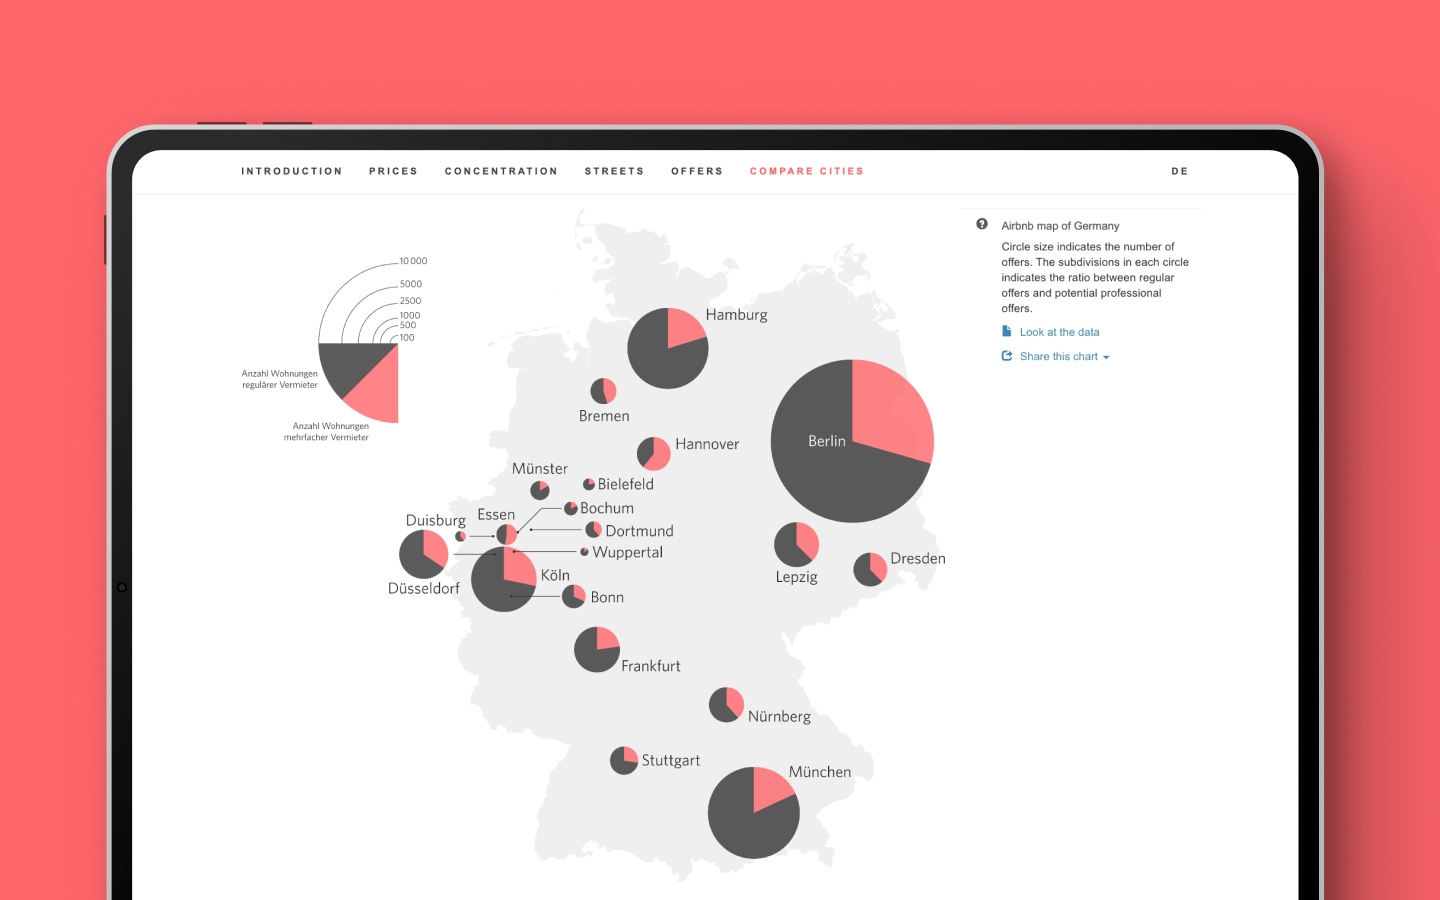 INTRODUCTION PRICES CONCENTRATION STREETS OFFERS COMPARE CITIES DE
Airbnb map of Germany
Circle size indicates the number of
offers. The subdivisions in each circle
indicates the ratio between regular
offers and potential professional
offers.
Look at the data
Share this chart
10 000
5000
2500
1000
500
100
Anzahl Wohnungen
regulärer Vermieter
Anzahl Wohnungen
mehrfacher Vermieter
Hamburg
Bremen
Berlin
Hannover
Münster
Bielefeld
Bochum
Essen
Duisburg
Dortmund
Wuppertal
Düsseldorf
Köln
Bonn
Lepzig
Dresden
Frankfurt
Nürnberg
Stuttgart
München